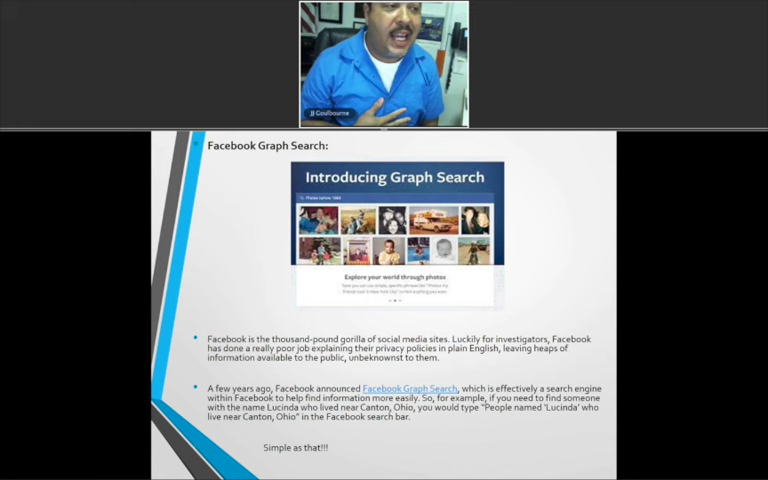 JJ Goulbourne
Facebook Graph Search:
Introducing Graph Search
Explore your world through photos
• Facebook is the thousand-pound gorilla of social media sites. Luckily for investigators, Facebook
has done a really poor job explaining their privacy policies in plain English, leaving heaps of
information available to the public, unbeknownst to them.
• A few years ago, Facebook announced Facebook Graph Search, which is effectively a search engine
within Facebook to help find information more easily. So, for example, if you need to find someone
with the name Lucinda who lived near Canton, Ohio, you would type “People named ‘Lucinda’ who
live near Canton, Ohio” in the Facebook search bar.
Simple as that!!!